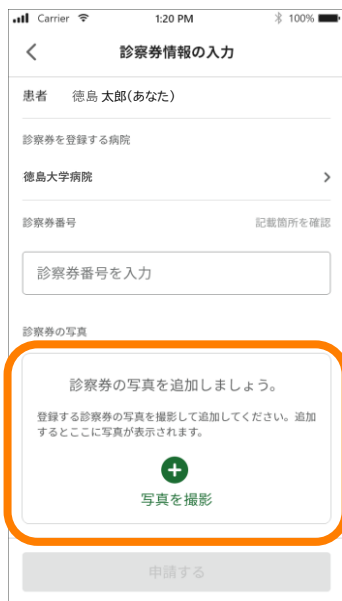 Carrier 1:20 PM 100%
診察券情報の入力
患者 徳島 太郎(あなた)
診察券を登録する病院
徳島大学病院
診察券番号 記載箇所を確認
診察券番号を入力
診察券の写真
診察券の写真を追加しましょう。
登録する診察券の写真を撮影して追加してください。追加
するとここに写真が表示されます。
写真を撮影
申請する